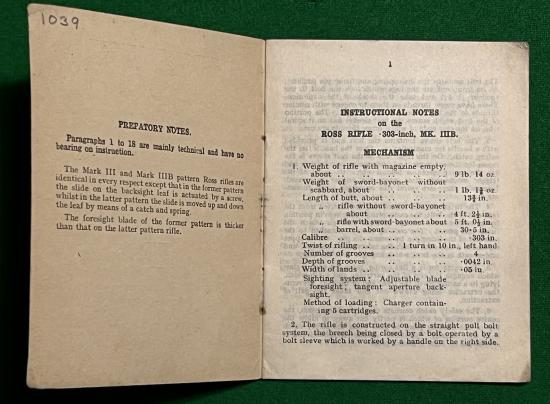 1039
PREPATORY NOTES.
Paragraphs 1 to 18 are mainly technical and have no
bearing on instruction.
The Mark III and Mark IIIB pattern Ross rifles are
identical in every respect except that in the former pattern
the slide on the backsight leaf is actuated by a screw,
whilst in the latter pattern the slide is moved up and down
the leaf by means of a catch and spring.
The foresight blade of the former pattern is thicker
than that on the latter pattern rifle.
1
INSTRUCTIONAL NOTES
on the
ROSS RIFLE ·303-inch, MK. IIIB.
MECHANISM
1. Weight of rifle with magazine empty,
about .. .. .. .. .. 9 lb. 14 oz
Weight of sword-bayonet without
scabbard, about .. .. .. 1 lb. 1¾ oz
Length of butt, about .. .. .. 13¾ in.
„ rifle without sword-bayonet
about .. .. .. 4 ft. 2½ in.
„ rifle with sword-bayonet about 5 ft. 0½ in.
„ barrel, about .. .. .. 30·5 in.
Calibre .. .. .. .. .. ·303 in.
Twist of rifling .. .. 1 turn in 10 in., left hand
Number of grooves .. .. .. 4
Depth of grooves .. .. .. ·0042 in.
Width of lands .. .. .. .. ·05 in.
Sighting system: Adjustable blade
foresight; tangent aperture back-
sight.
Method of loading: Charger contain-
ing 5 cartridges.
2. The rifle is constructed on the straight pull bolt
system, the breech being closed by a bolt operated by a
bolt sleeve which is worked by a handle on the right side.